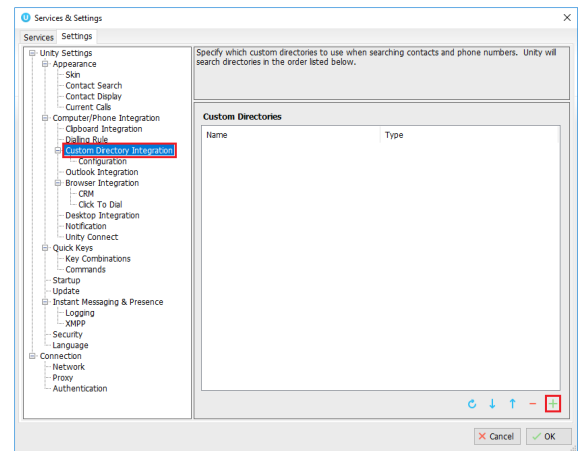 Services & Settings
Services Settings
Unity Settings
Appearance
Skin
Contact Search
Contact Display
Current Calls
Computer/Phone Integration
Clipboard Integration
Dialing Rule
Custom Directory Integration
Configuration
Outlook Integration
Browser Integration
CRM
Click To Dial
Desktop Integration
Notification
Unity Connect
Quick Keys
Key Combinations
Commands
Startup
Update
Instant Messaging & Presence
Logging
XMPP
Security
Language
Connection
Network
Proxy
Authentication
Specify which custom directories to use when searching contacts and phone numbers. Unity will
search directories in the order listed below.
Custom Directories
Name Type
Cancel OK